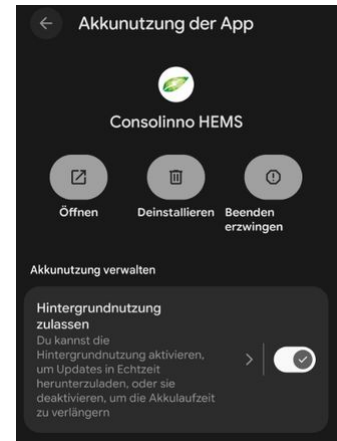 Akkunutzung der App
Consolinno HEMS
Öffnen
Deinstallieren
Beenden
erzwingen
Akkunutzung verwalten
Hintergrundnutzung
zulassen
Du kannst die
Hintergrundnutzung aktivieren,
um Updates in Echtzeit
herunterzuladen, oder sie
deaktivieren, um die Akkulaufzeit
zu verlängern